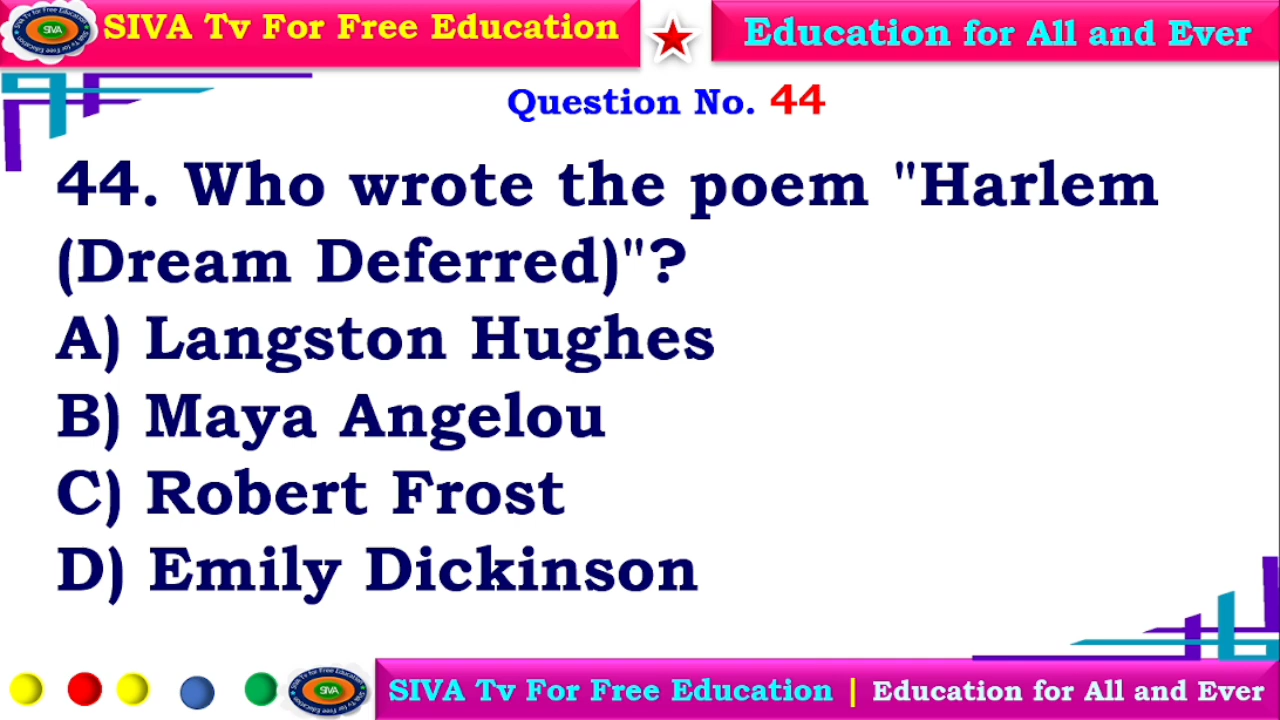 SIVA Tv For Free Education
Education for All and Ever
SIVA
Question No. 44
44. Who wrote the poem "Harlem
(Dream Deferred)"?
A) Langston Hughes
B) Maya Angelou
C) Robert Frost
D) Emily Dickinson
SIVA
SIVA Tv For Free Education | Education for All and Ever